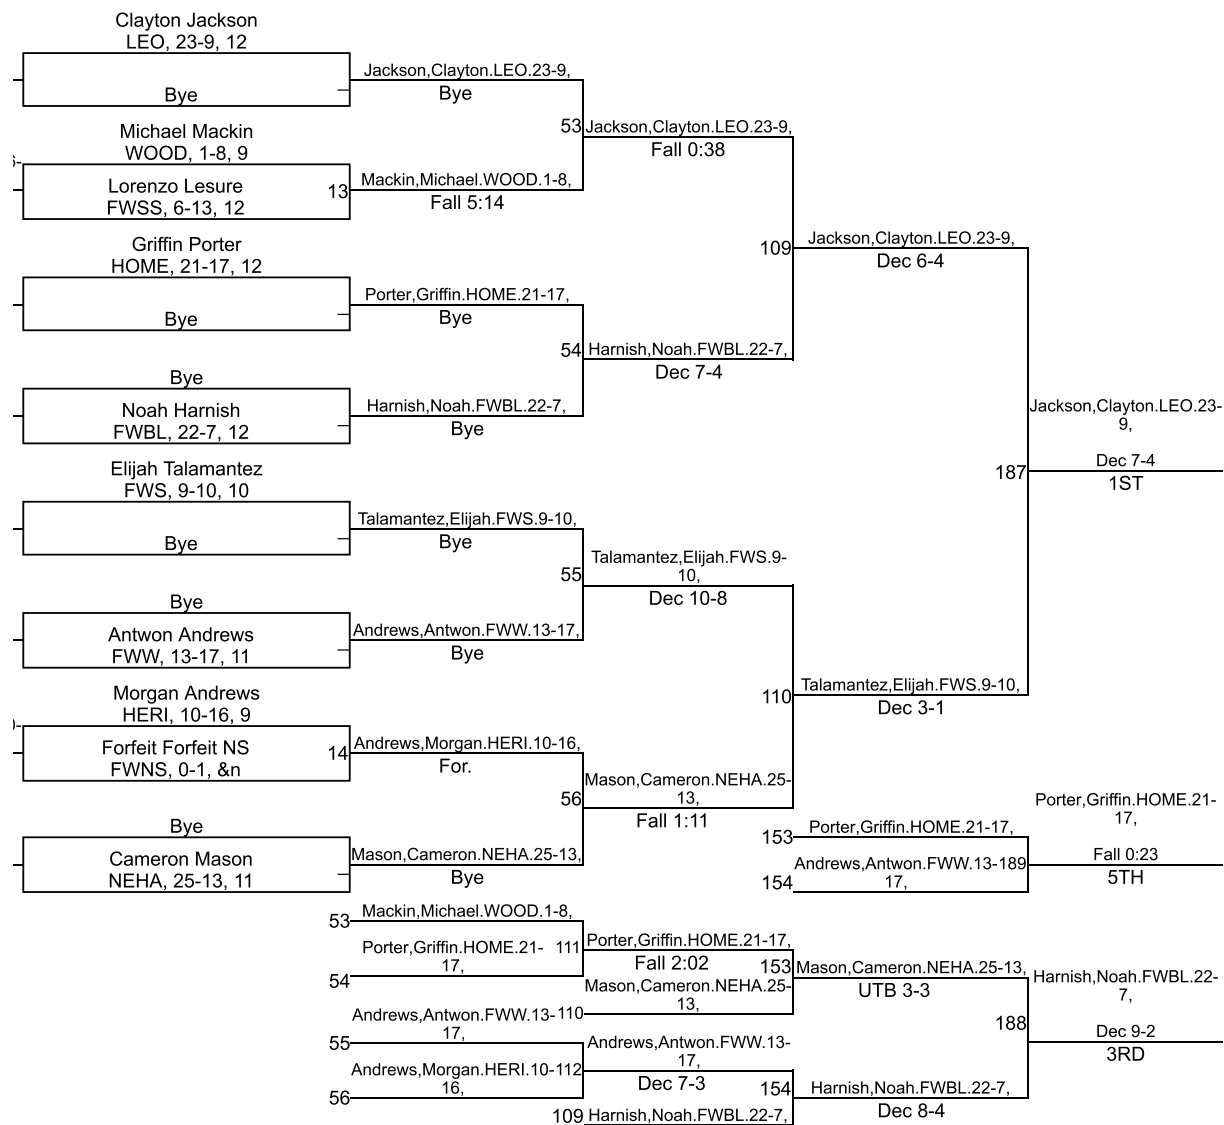 Clayton Jackson
LEO, 23-9, 12
Jackson,Clayton.LEO.23-9,
Bye
Bye
Michael Mackin
WOOD, 1-8, 9
53
Jackson,Clayton.LEO.23-9,
Fall 0:38
Lorenzo Lesure
FWSS, 6-13, 12
13
Mackin,Michael.WOOD.1-8,
Fall 5:14
Griffin Porter
HOME, 21-17, 12
109
Jackson,Clayton.LEO.23-9,
Dec 6-4
Porter,Griffin.HOME.21-17,
Bye
Bye
54
Harnish,Noah.FWBL.22-7,
Dec 7-4
Bye
Noah Harnish
FWBL, 22-7, 12
Harnish,Noah.FWBL.22-7,
Bye
Jackson,Clayton.LEO.23-
9,
Dec 7-4
1ST
187
Elijah Talamantez
FWS, 9-10, 10
Talamantez,Elijah.FWS.9-10,
Bye
Bye
55
Talamantez,Elijah.FWS.9-
10,
Dec 10-8
Bye
Antwon Andrews
FWW, 13-17, 11
Andrews,Antwon.FWW.13-17,
Bye
Morgan Andrews
HERI, 10-16, 9
110
Talamantez,Elijah.FWS.9-10,
Dec 3-1
Forfeit Forfeit NS
FWNS, 0-1, &n
14
Andrews,Morgan.HERI.10-16,
For.
56
Mason,Cameron.NEHA.25-
13,
Fall 1:11
Bye
Cameron Mason
NEHA, 25-13, 11
Mason,Cameron.NEHA.25-13,
Bye
153
Porter,Griffin.HOME.21-17,
Porter,Griffin.HOME.21-
17,
Fall 0:23
5TH
154
Andrews,Antwon.FWW.13-189
17,
53
Mackin,Michael.WOOD.1-8,
54
Porter,Griffin.HOME.21-
17,
111
Porter,Griffin.HOME.21-17,
Fall 2:02
153
Mason,Cameron.NEHA.25-13,
UTB 3-3
Mason,Cameron.NEHA.25-
13,
110
Harnish,Noah.FWBL.22-
7,
Dec 9-2
3RD
188
55
Andrews,Antwon.FWW.13-
17,
56
Andrews,Morgan.HERI.10-112
16,
Andrews,Antwon.FWW.13-
17,
Dec 7-3
154
Harnish,Noah.FWBL.22-7,
Dec 8-4
109
Harnish,Noah.FWBL.22-7,